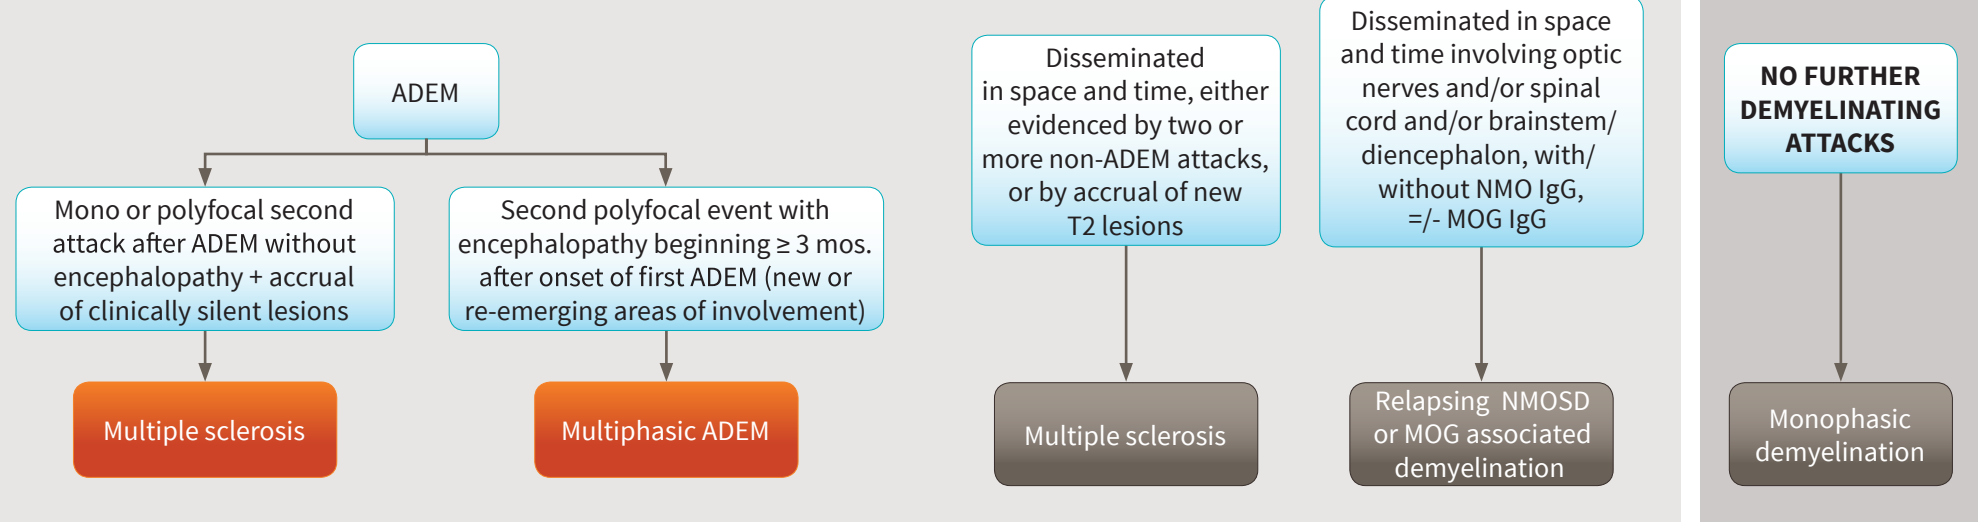 ADEM
Mono or polyfocal second
attack after ADEM without
encephalopathy + accrual
of clinically silent lesions
Multiple sclerosis
Second polyfocal event with
encephalopathy beginning ≥ 3 mos.
after onset of first ADEM (new or
re-emerging areas of involvement)
Multiphasic ADEM
Disseminated
in space and time, either
evidenced by two or
more non-ADEM attacks,
or by accrual of new
T2 lesions
Multiple sclerosis
Disseminated in space
and time involving optic
nerves and/or spinal
cord and/or brainstem/
diencephalon, with/
without NMO IgG,
=/- MOG IgG
Relapsing NMOSD
or MOG associated
demyelination
NO FURTHER
DEMYELINATING
ATTACKS
Monophasic
demyelination